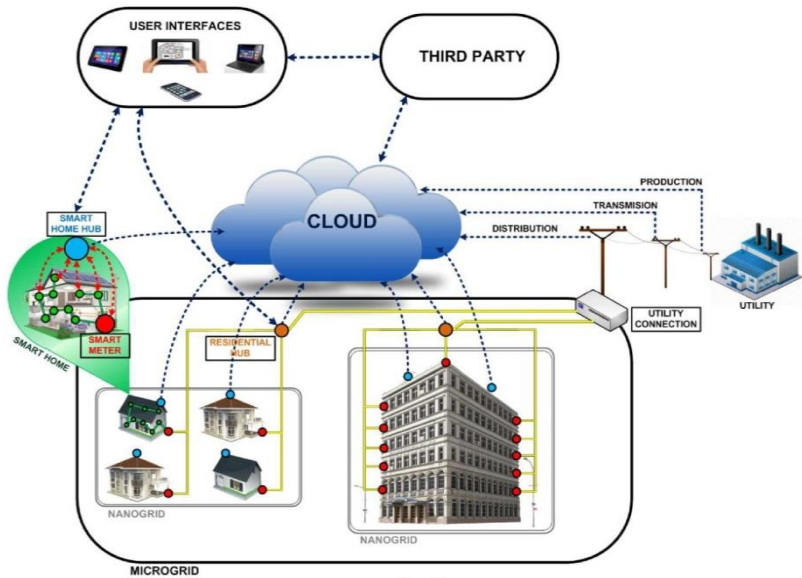 USER INTERFACES
THIRD PARTY
PRODUCTION
TRANSMISION
DISTRIBUTION
CLOUD
SMART
HOME HUB
UTILITY
UTILITY
CONNECTION
SMART
METER
SMART HOME
RESIDENTIAL
HUB
NANOGRID
NANOGRID
MICROGRID